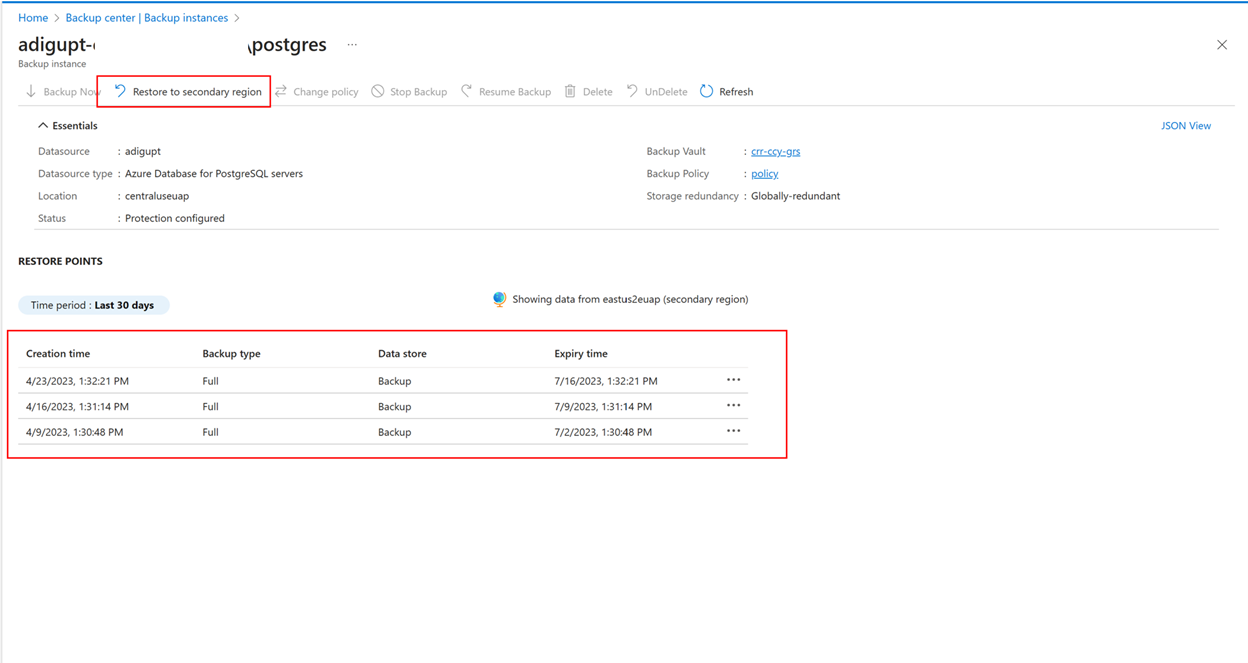 Home > Backup center | Backup instances >
adigupt- \postgres ...
Backup instance
Backup Now Restore to secondary region Change policy Stop Backup Resume Backup Delete UnDelete Refresh
Essentials JSON View
Datasource : adigupt Backup Vault : crr-ccy-grs
Datasource type : Azure Database for PostgreSQL servers Backup Policy : policy
Location : centraluseuap Storage redundancy : Globally-redundant
Status : Protection configured
RESTORE POINTS
Time period : Last 30 days Showing data from eastus2euap (secondary region)
Creation time Backup type Data store Expiry time
4/23/2023, 1:32:21 PM Full Backup 7/16/2023, 1:32:21 PM ...
4/16/2023, 1:31:14 PM Full Backup 7/9/2023, 1:31:14 PM ...
4/9/2023, 1:30:48 PM Full Backup 7/2/2023, 1:30:48 PM ...